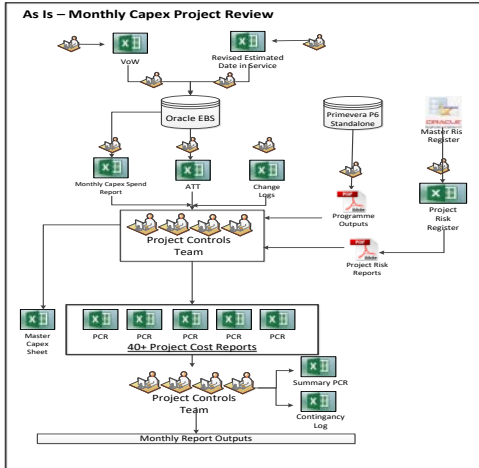 As Is – Monthly Capex Project Review
VoW
Revised Estimated
Date in Service
Oracle EBS
Primevera P6
Standalone
Master Ris
Register
Monthly Capex Spend
Report
ATT
Change
Logs
Programme
Outputs
Project
Risk
Register
Project Controls
Team
Project Risk
Reports
Master
Capex
Sheet
PCR
PCR
PCR
PCR
PCR
40+ Project Cost Reports
Summary PCR
Project Controls
Team
Contingancy
Log
Monthly Report Outputs